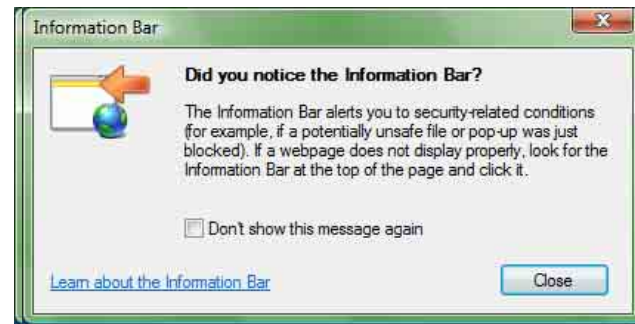 Information Bar
Did you notice the Information Bar?
The Information Bar alerts you to security-related conditions
(for example, if a potentially unsafe file or pop-up was just
blocked). If a webpage does not display properly, look for the
Information Bar at the top of the page and click it.
Don't show this message again
Learn about the Information Bar
Close